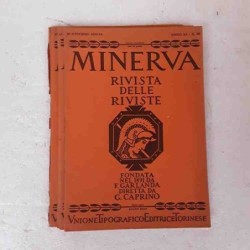 MINERVA
RIVISTA
DELLE
RIVISTE
FONDATA
NEL 1891 DA
F. GARLANDA
DIRETTA DA
G. CAPRINO
UNIONE TIPOGRAFICO EDITRICE TORINESE